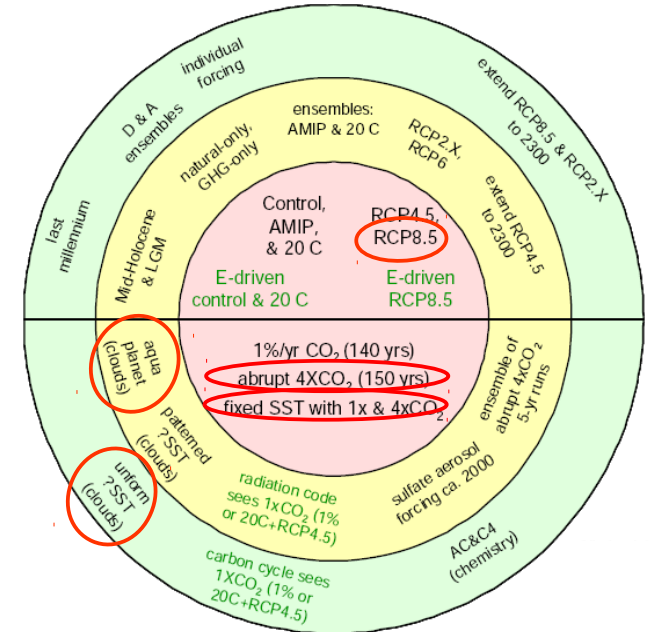 individual
forcing
D & A
ensembles
last
millennium
extend RCP8.5 & RCP2.X
to 2300
ensembles:
AMIP & 20 C
natural-only,
GHG-only
RCP2.X,
RCP6
Mid-Holocene
& LGM
extend RCP4.5
to 2300
Control,
AMIP,
& 20 C
RCP4.5,
RCP8.5
E-driven
control & 20 C
E-driven
RCP8.5
1%/yr CO₂ (140 yrs)
abrupt 4XCO₂ (150 yrs)
fixed SST with 1x & 4xCO₂
aqua
planet
(clouds)
patterned
? SST
(clouds)
unform
? SST
(clouds)
radiation code
sees 1xCO₂ (1%
or 20C+RCP4.5)
sulfate aerosol
forcing ca. 2000
ensemble of
abrupt 4xCO₂
5-yr runs
carbon cycle sees
1XCO₂ (1% or
20C+RCP4.5)
AC&C4
(chemistry)